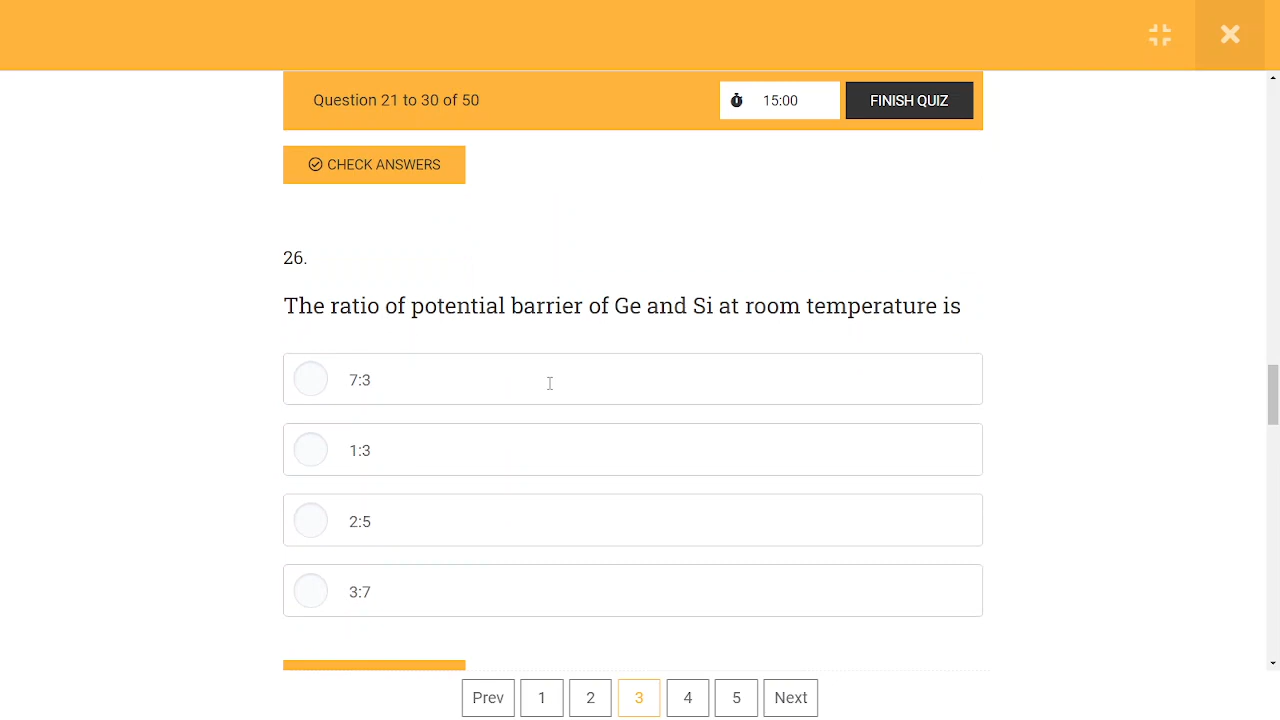 Question 21 to 30 of 50
15:00
FINISH QUIZ
CHECK ANSWERS
26.
The ratio of potential barrier of Ge and Si at room temperature is
7:3
1:3
2:5
3:7
Prev
1
2
3
4
5
Next